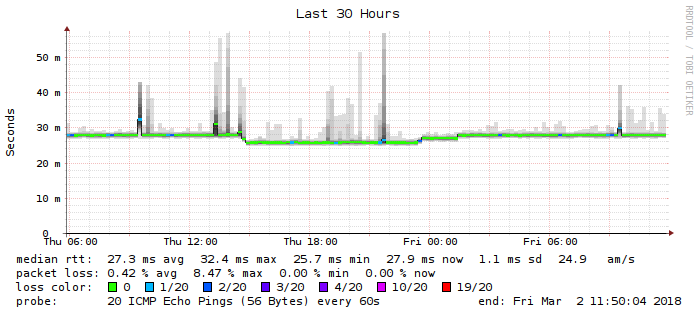 Last 30 Hours
RRDTOOL / TOBI OETIKER
Seconds
50 m
40 m
30 m
20 m
10 m
0
Thu 06:00 Thu 12:00 Thu 18:00 Fri 00:00 Fri 06:00
median rtt: 27.3 ms avg 32.4 ms max 25.7 ms min 27.9 ms now 1.1 ms sd 24.9 am/s
packet loss: 0.42 % avg 8.47 % max 0.00 % min 0.00 % now
loss color: 0 1/20 2/20 3/20 4/20 10/20 19/20
probe: 20 ICMP Echo Pings (56 Bytes) every 60s end: Fri Mar 2 11:50:04 2018